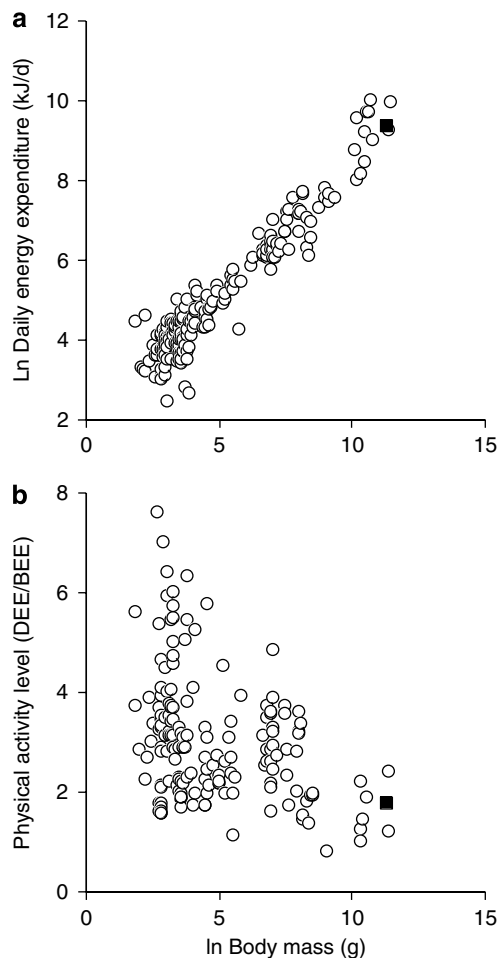 a
12
10
8
6
4
2
0 5 10 15
Ln Daily energy expenditure (kJ/d)
b
8
6
4
2
0
0 5 10 15
Physical activity level (DEE/BEE)
ln Body mass (g)